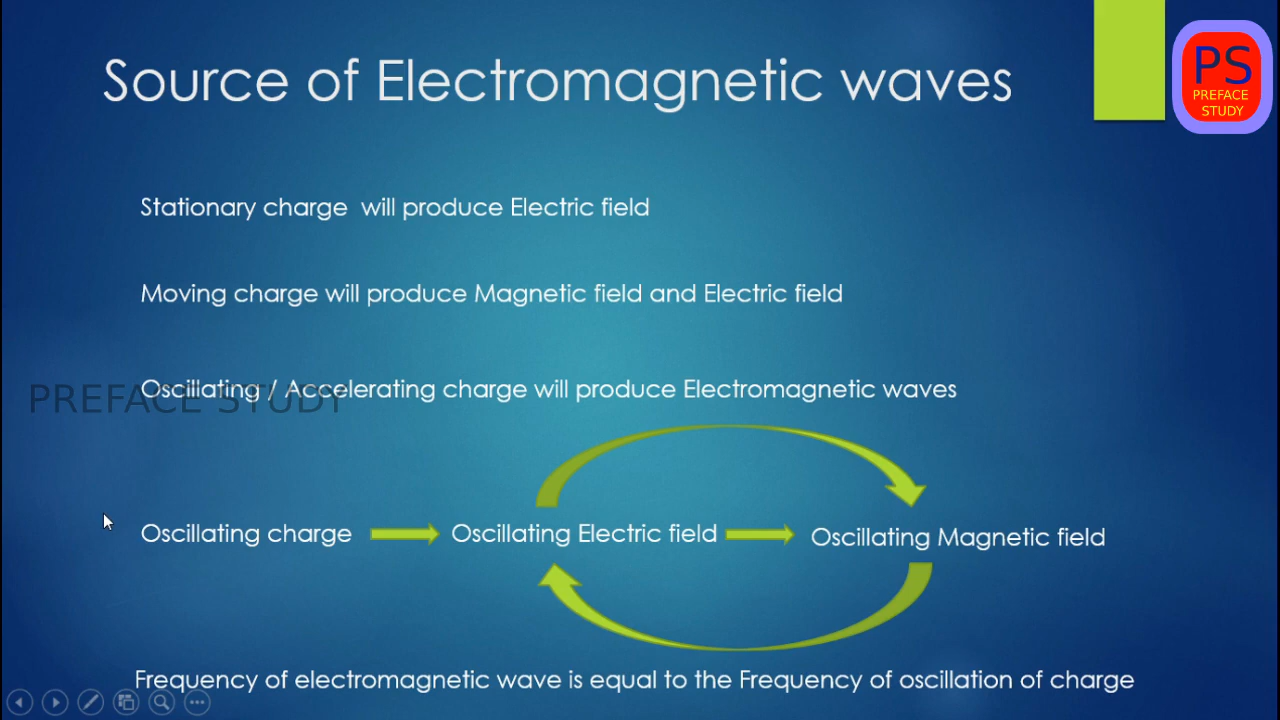 Source of Electromagnetic waves
PS
PREFACE
STUDY
Stationary charge will produce Electric field
Moving charge will produce Magnetic field and Electric field
Oscillating / Accelerating charge will produce Electromagnetic waves
PREFACE STUDY
Oscillating charge
Oscillating Electric field
Oscillating Magnetic field
Frequency of electromagnetic wave is equal to the Frequency of oscillation of charge